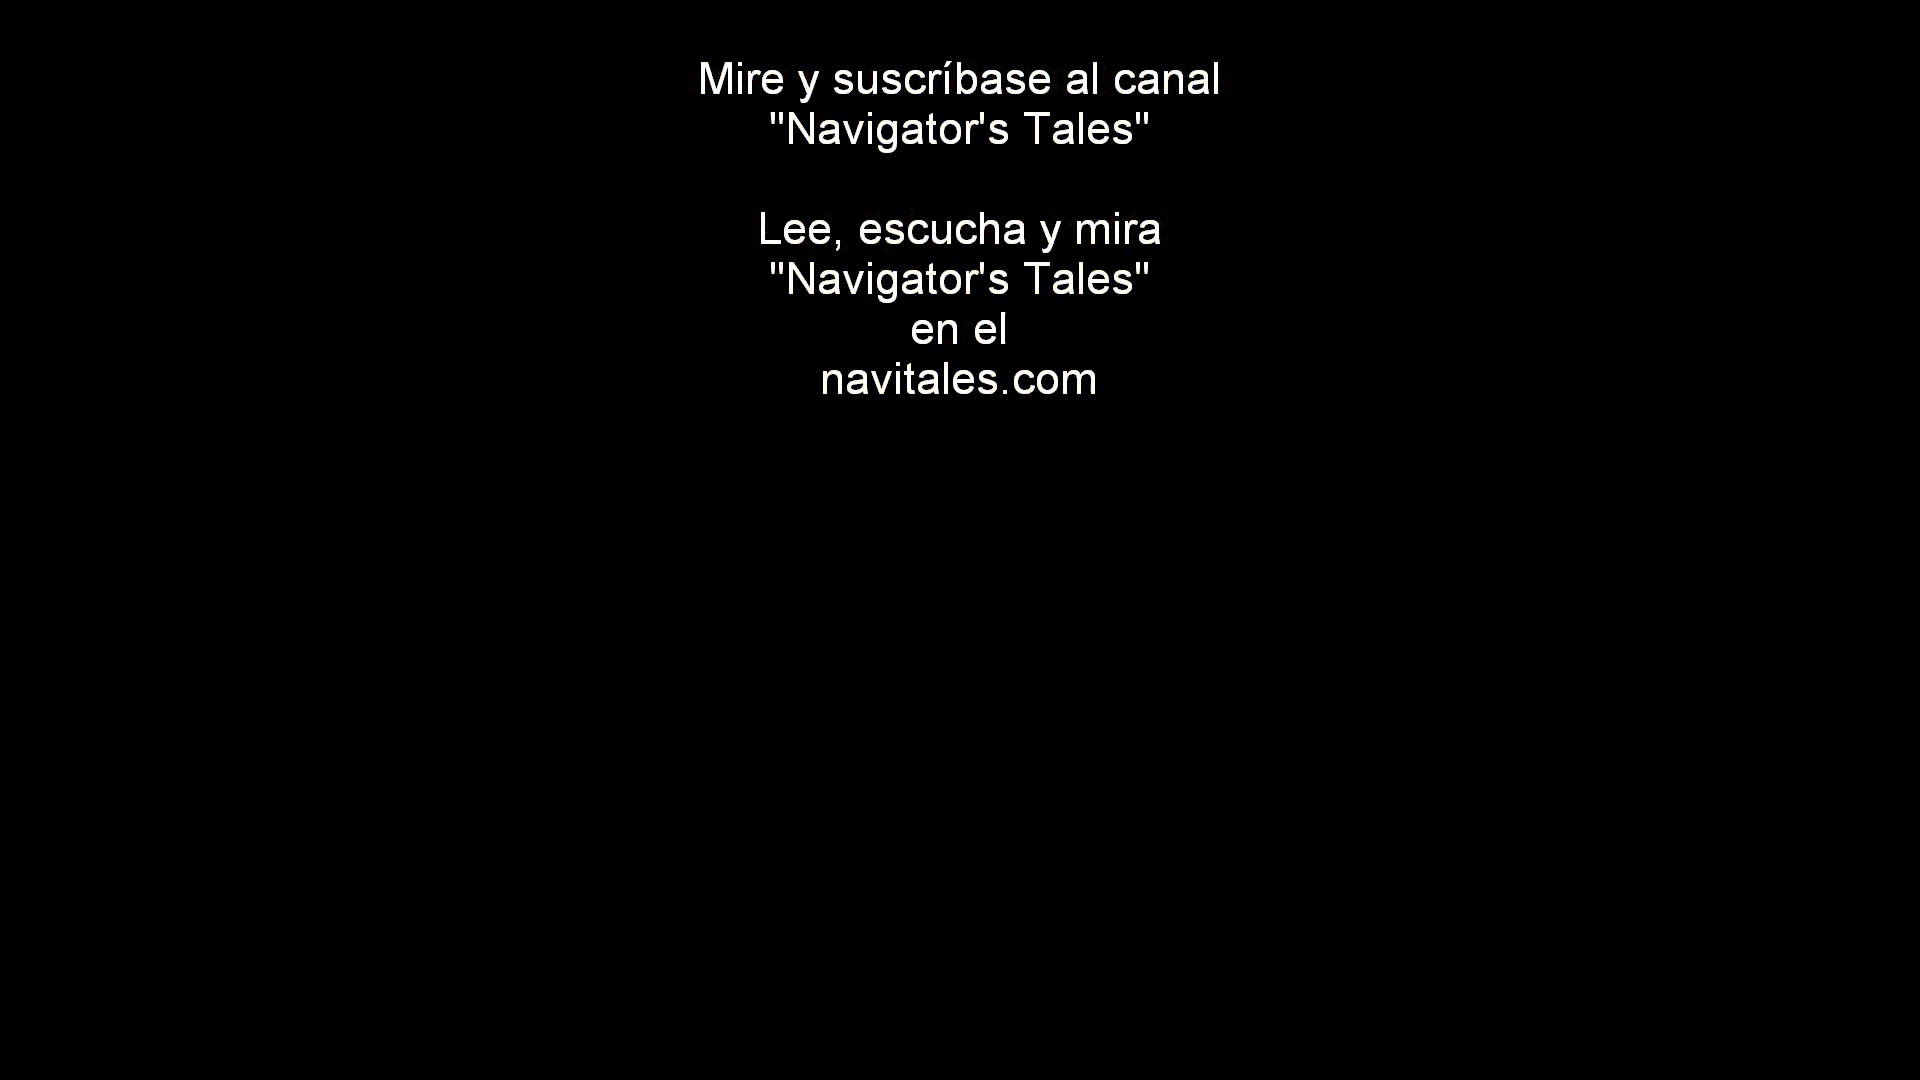 Mire y suscríbase al canal
"Navigator's Tales"
Lee, escucha y mira
"Navigator's Tales"
en el
navitales.com